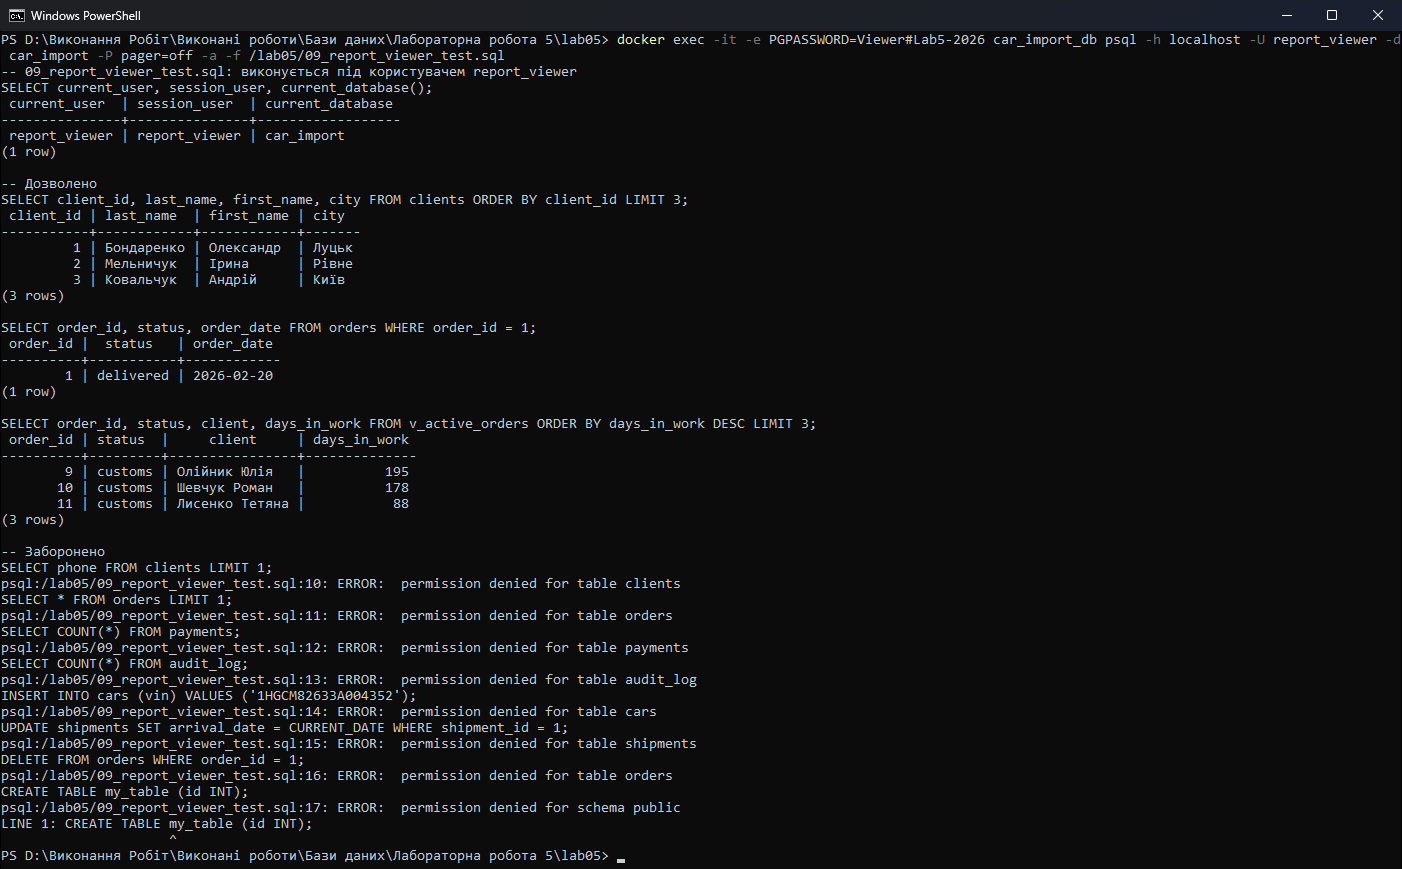 Windows PowerShell
PS D:\Виконання Робіт\Виконані роботи\Бази даних\Лабораторна робота 5\lab05> docker exec -it -e PGPASSWORD=Viewer#Lab5-2026 car_import_db psql -h localhost -U report_viewer -d
car_import -P pager=off -a -f /lab05/09_report_viewer_test.sql
-- 09_report_viewer_test.sql: виконується під користувачем report_viewer
SELECT current_user, session_user, current_database();
 current_user  | session_user  | current_database
---------------+---------------+------------------
 report_viewer | report_viewer | car_import
(1 row)
-- Дозволено
SELECT client_id, last_name, first_name, city FROM clients ORDER BY client_id LIMIT 3;
 client_id | last_name  | first_name | city
-----------+------------+------------+-------
         1 | Бондаренко | Олександр  | Луцьк
         2 | Мельничук  | Ірина      | Рівне
         3 | Ковальчук  | Андрій     | Київ
(3 rows)
SELECT order_id, status, order_date FROM orders WHERE order_id = 1;
 order_id |  status   | order_date
----------+-----------+------------
        1 | delivered | 2026-02-20
(1 row)
SELECT order_id, status, client, days_in_work FROM v_active_orders ORDER BY days_in_work DESC LIMIT 3;
 order_id | status  |     client     | days_in_work
----------+---------+----------------+--------------
        9 | customs | Олійник Юлія   |          195
       10 | customs | Шевчук Роман   |          178
       11 | customs | Лисенко Тетяна |           88
(3 rows)
-- Заборонено
SELECT phone FROM clients LIMIT 1;
psql:/lab05/09_report_viewer_test.sql:10: ERROR:  permission denied for table clients
SELECT * FROM orders LIMIT 1;
psql:/lab05/09_report_viewer_test.sql:11: ERROR:  permission denied for table orders
SELECT COUNT(*) FROM payments;
psql:/lab05/09_report_viewer_test.sql:12: ERROR:  permission denied for table payments
SELECT COUNT(*) FROM audit_log;
psql:/lab05/09_report_viewer_test.sql:13: ERROR:  permission denied for table audit_log
INSERT INTO cars (vin) VALUES ('1HGCM82633A004352');
psql:/lab05/09_report_viewer_test.sql:14: ERROR:  permission denied for table cars
UPDATE shipments SET arrival_date = CURRENT_DATE WHERE shipment_id = 1;
psql:/lab05/09_report_viewer_test.sql:15: ERROR:  permission denied for table shipments
DELETE FROM orders WHERE order_id = 1;
psql:/lab05/09_report_viewer_test.sql:16: ERROR:  permission denied for table orders
CREATE TABLE my_table (id INT);
psql:/lab05/09_report_viewer_test.sql:17: ERROR:  permission denied for schema public
LINE 1: CREATE TABLE my_table (id INT);
                     ^
PS D:\Виконання Робіт\Виконані роботи\Бази даних\Лабораторна робота 5\lab05>